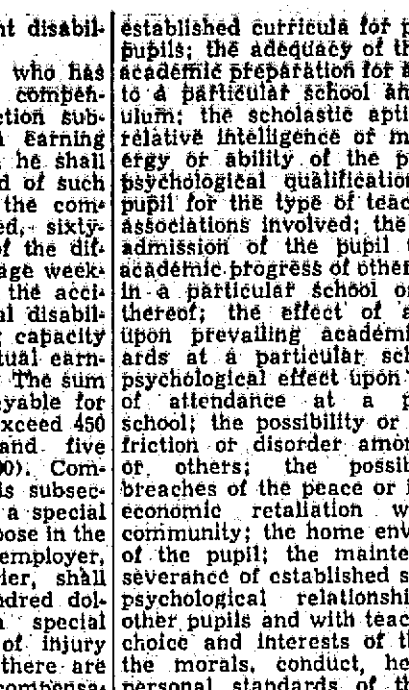 nt disabil-
who has
compen-
ction sub-
earning
s he shall
d of such
the com-
ed, sixty-
f the dif-
age week-
the acci-
al disabil-
capacity
tual earn-
The sum
yable for
xceed 450
and five
00). Com-
is subsec-
a special
pose in the
employer,
ier, shall
ndred dol-
special
of injury
there are
compensa-
established curricula for p
pupils; the adequacy of th
academic preparation for a
to a particular school an
ulum; the scholastic apti
relative intelligence or m
ergy or ability of the p
psychological qualification
pupil for the type of teac
associations involved; the
admission of the pupil
academic progress of other
in a particular school o
thereof; the effect of a
upon prevailing academi
ards at a particular sch
psychological effect upon
of attendance at a p
school; the possibility or
friction or disorder amon
or others; the possib
breaches of the peace or i
economic retaliation w
community; the home env
of the pupil; the mainte
severance of established s
psychological relationshi
other pupils and with teac
choice and interests of th
the morals, conduct, he
personal standards of th